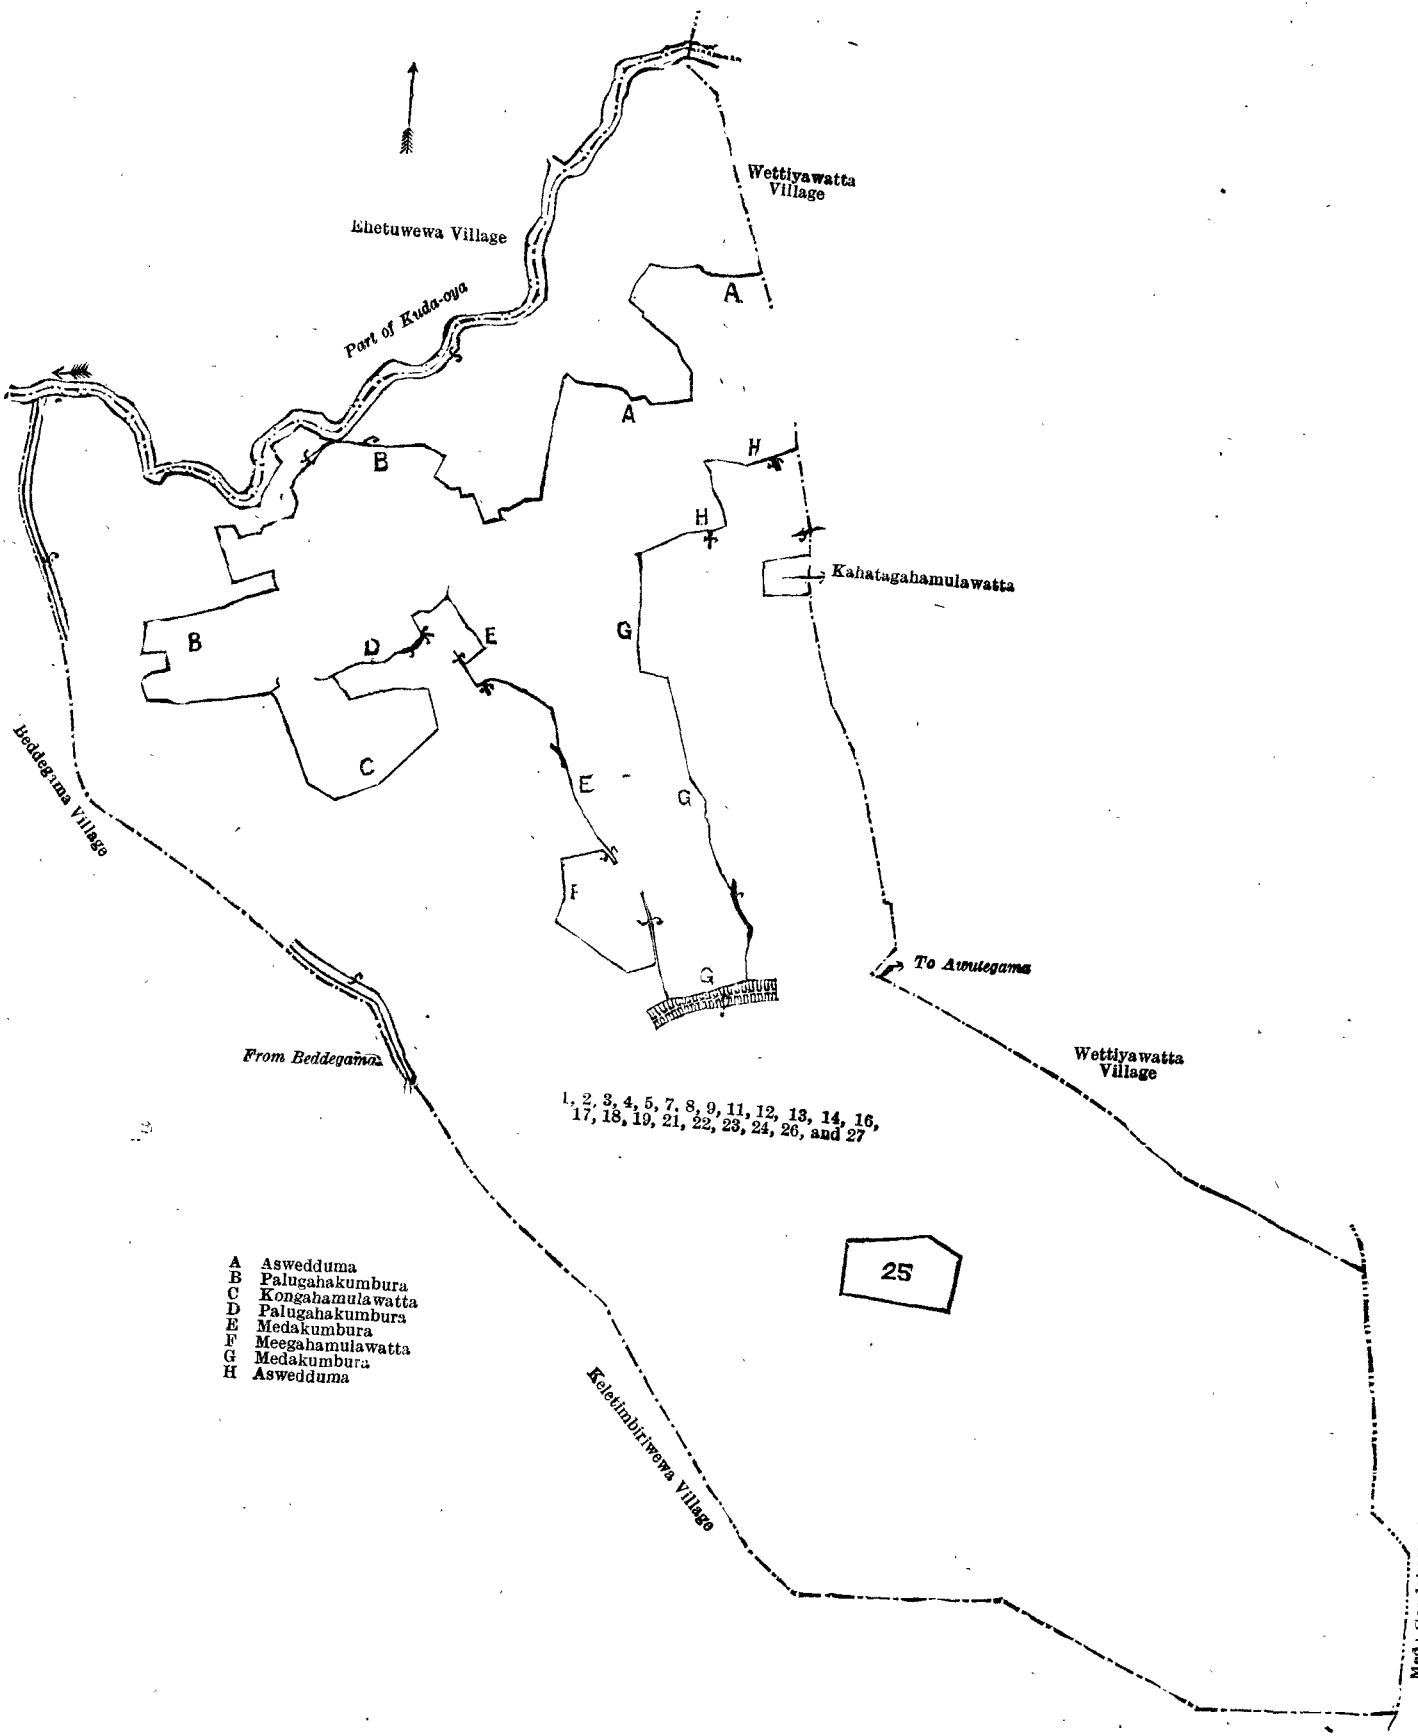 Wettiyawatta
Village
Ehetuwewa Village
Part of Kuda-oya
A
A
B
H
H
Kahatagahamulawatta
G
B
D
E
C
E
G
Beddegama Village
F
G
To Awulegama
From Beddegama
Wettiyawatta
Village
1, 2, 3, 4, 5, 7, 8, 9, 11, 12, 13, 14, 16,
17, 18, 19, 21, 22, 23, 24, 26, and 27
25
A Aswedduma
B Palugahakumbura
C Kongahamulawatta
D Palugahakumbura
E Medakumbura
F Meegahamulawatta
G Medakumbura
H Aswedduma
Keletimbiriwewa Village